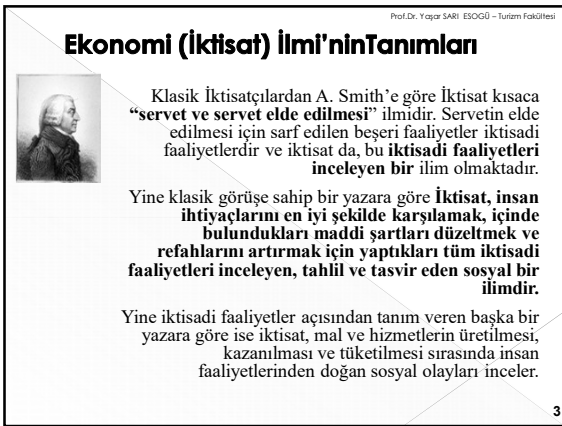 Prof.Dr. Yaşar SARI ESOGÜ – Turizm Fakültesi
Ekonomi (İktisat) İlmi'ninTanımları
Klasik İktisatçılardan A. Smith'e göre İktisat kısaca
"servet ve servet elde edilmesi" ilmidir. Servetin elde
edilmesi için sarf edilen beşeri faaliyetler iktisadi
faaliyetlerdir ve iktisat da, bu iktisadi faaliyetleri
inceleyen bir ilim olmaktadır.
Yine klasik görüşe sahip bir yazara göre İktisat, insan
ihtiyaçlarını en iyi şekilde karşılamak, içinde
bulundukları maddi şartları düzeltmek ve
refahlarını artırmak için yaptıkları tüm iktisadi
faaliyetleri inceleyen, tahlil ve tasvir eden sosyal bir
ilimdir.
Yine iktisadi faaliyetler açısından tanım veren başka bir
yazara göre ise iktisat, mal ve hizmetlerin üretilmesi,
kazanılması ve tüketilmesi sırasında insan
faaliyetlerinden doğan sosyal olayları inceler.
3